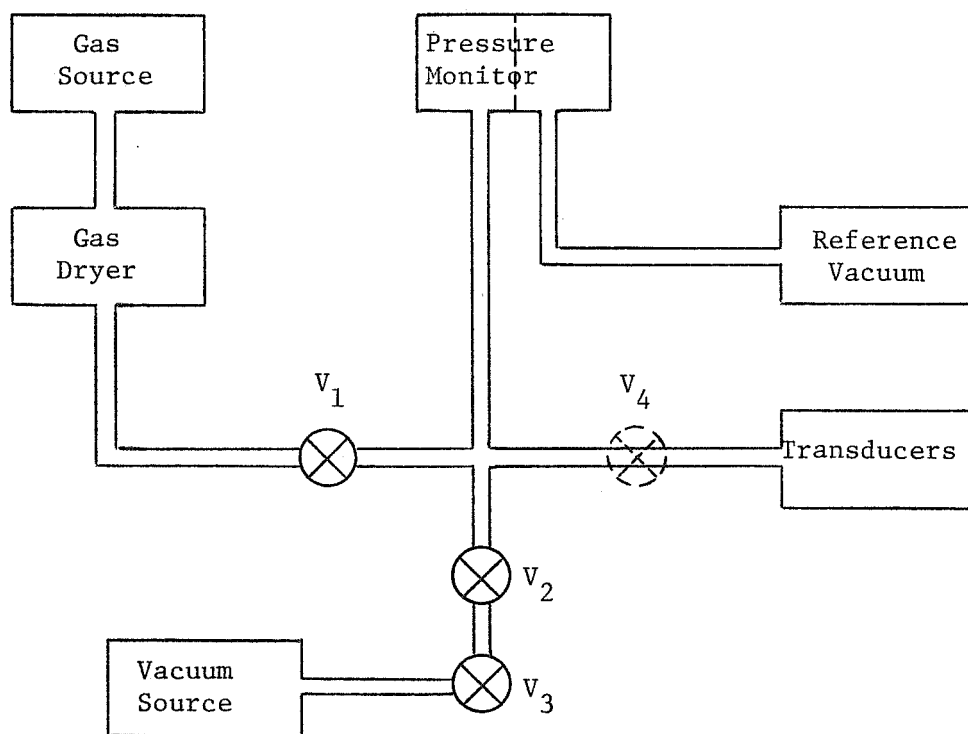 Gas
Source
Pressure
Monitor
Gas
Dryer
Reference
Vacuum
V1
V4
Transducers
V2
Vacuum
Source
V3